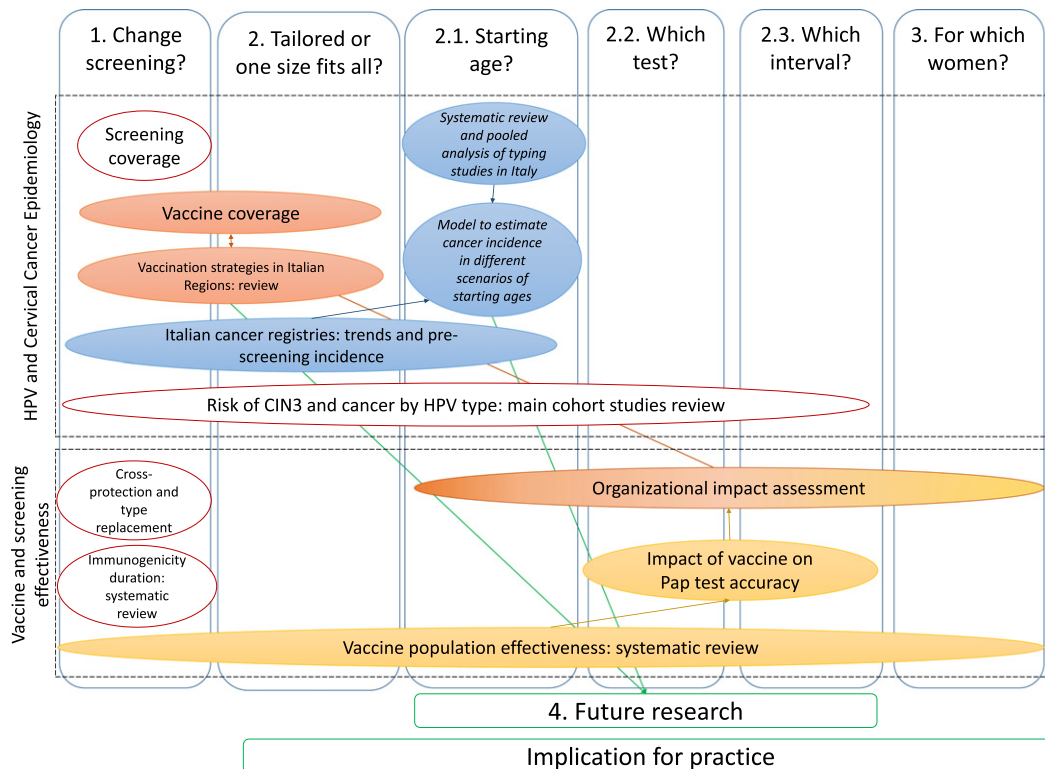 1. Change
screening?
2. Tailored or
one size fits all?
2.1. Starting
age?
2.2. Which
test?
2.3. Which
interval?
3. For which
women?
HPV and Cervical Cancer Epidemiology
Screening
coverage
Systematic review
and pooled
analysis of typing
studies in Italy
Vaccine coverage
Model to estimate
cancer incidence
in different
scenarios of
starting ages
Vaccination strategies in Italian
Regions: review
Italian cancer registries: trends and pre-
screening incidence
Risk of CIN3 and cancer by HPV type: main cohort studies review
Vaccine and screening
effectiveness
Cross-
protection and
type
replacement
Organizational impact assessment
Immunogenicity
duration:
systematic
review
Impact of vaccine on
Pap test accuracy
Vaccine population effectiveness: systematic review
4. Future research
Implication for practice